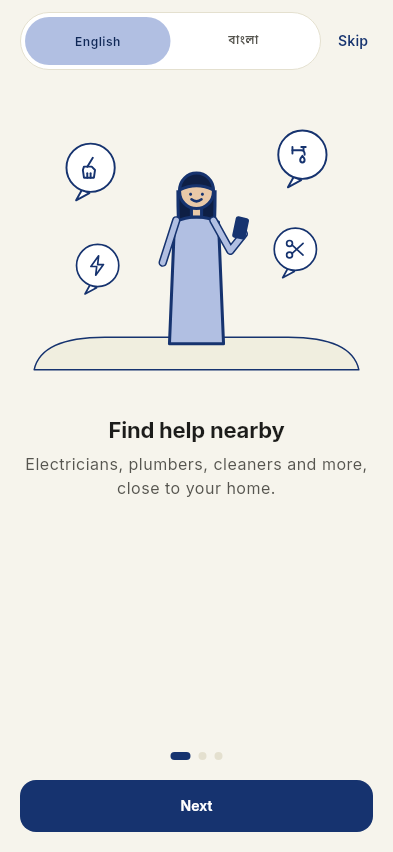 English
বাংলা
Skip
Find help nearby
Electricians, plumbers, cleaners and more,
close to your home.
Next